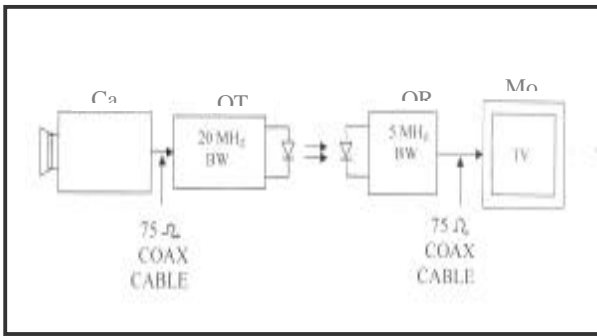 Ca
OT
OR
Mo
20 MHz
BW
5 MHz
BW
TV
75 Ω
COAX
CABLE
75 Ω
COAX
CABLE